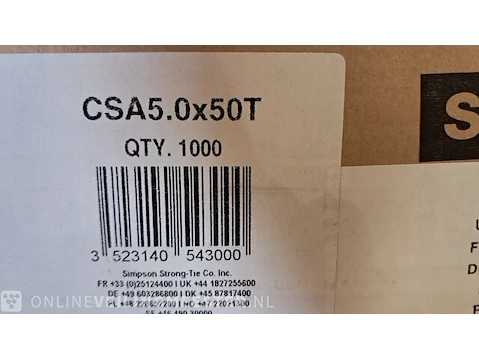 CSA5.0x50T
QTY. 1000
3 523140 543000
Simpson Strong-Tie Co. Inc.
FR +33 (0)25124400 I UK +44 1827255600
DE +49 603286800 I DK +45 87817400
S
U
F
D